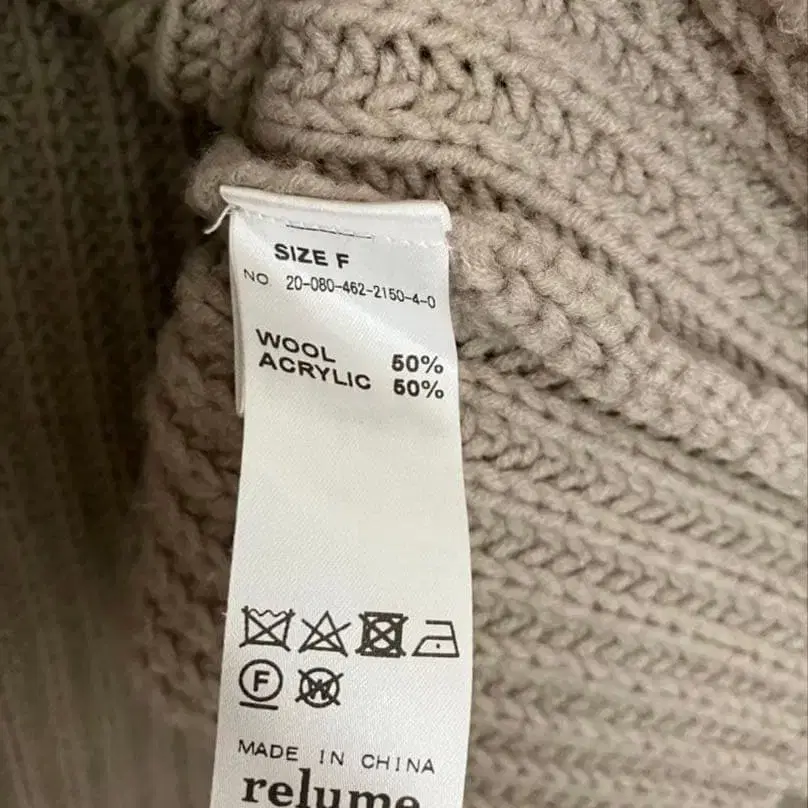 SIZE F
NO 20-080-462-2150-4-0
WOOL 50%
ACRYLIC 50%
F
W
MADE IN CHINA
relume